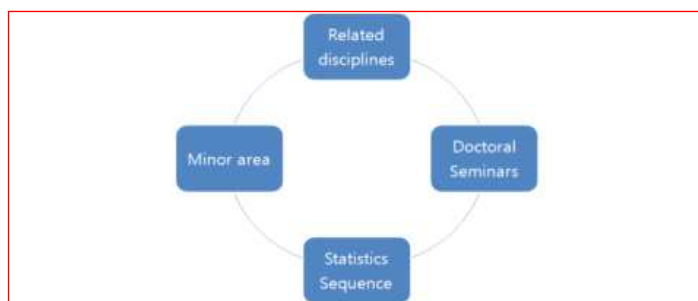 Related
disciplines
Minor area
Doctoral
Seminars
Statistics
Sequence